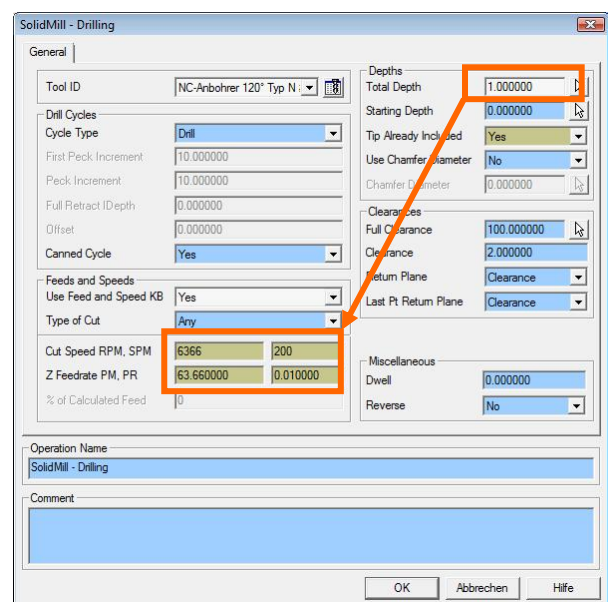 SolidMill - Drilling
General
Tool ID NC-Anbohrer 120° Typ N
Drill Cycles
Cycle Type Drill
First Peck Increment 10.000000
Peck Increment 10.000000
Full Retract IDepth 0.000000
Offset 0.000000
Canned Cycle Yes
Feeds and Speeds
Use Feed and Speed KB Yes
Type of Cut Any
Cut Speed RPM, SPM 6366 200
Z Feedrate PM, PR 63.660000 0.010000
% of Calculated Feed 0
Depths
Total Depth 1.000000
Starting Depth 0.000000
Tip Already Included Yes
Use Chamfer Diameter No
Chamfer Diameter 0.000000
Clearances
Full Clearance 100.000000
Clearance 2.000000
Return Plane Clearance
Last Pt Return Plane Clearance
Miscellaneous
Dwell 0.000000
Reverse No
Operation Name
SolidMill - Drilling
Comment
OK Abbrechen Hilfe